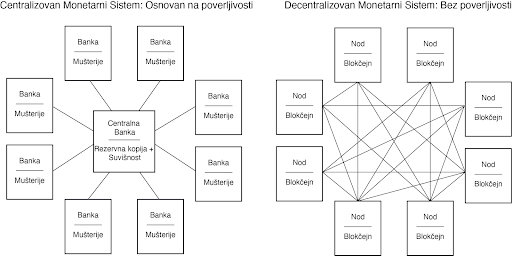 Centralizovan Monetarni Sistem: Osnovan na poverljivosti
Banka
Mušterije
Banka
Mušterije
Banka
Mušterije
Banka
Mušterije
Centralna
Banka
Rezervna kopija +
Suvišnost
Banka
Mušterije
Banka
Mušterije
Banka
Mušterije
Banka
Mušterije
Decentralizovan Monetarni Sistem: Bez poverljivosti
Nod
Blokčejn
Nod
Blokčejn
Nod
Blokčejn
Nod
Blokčejn
Nod
Blokčejn
Nod
Blokčejn
Nod
Blokčejn
Nod
Blokčejn